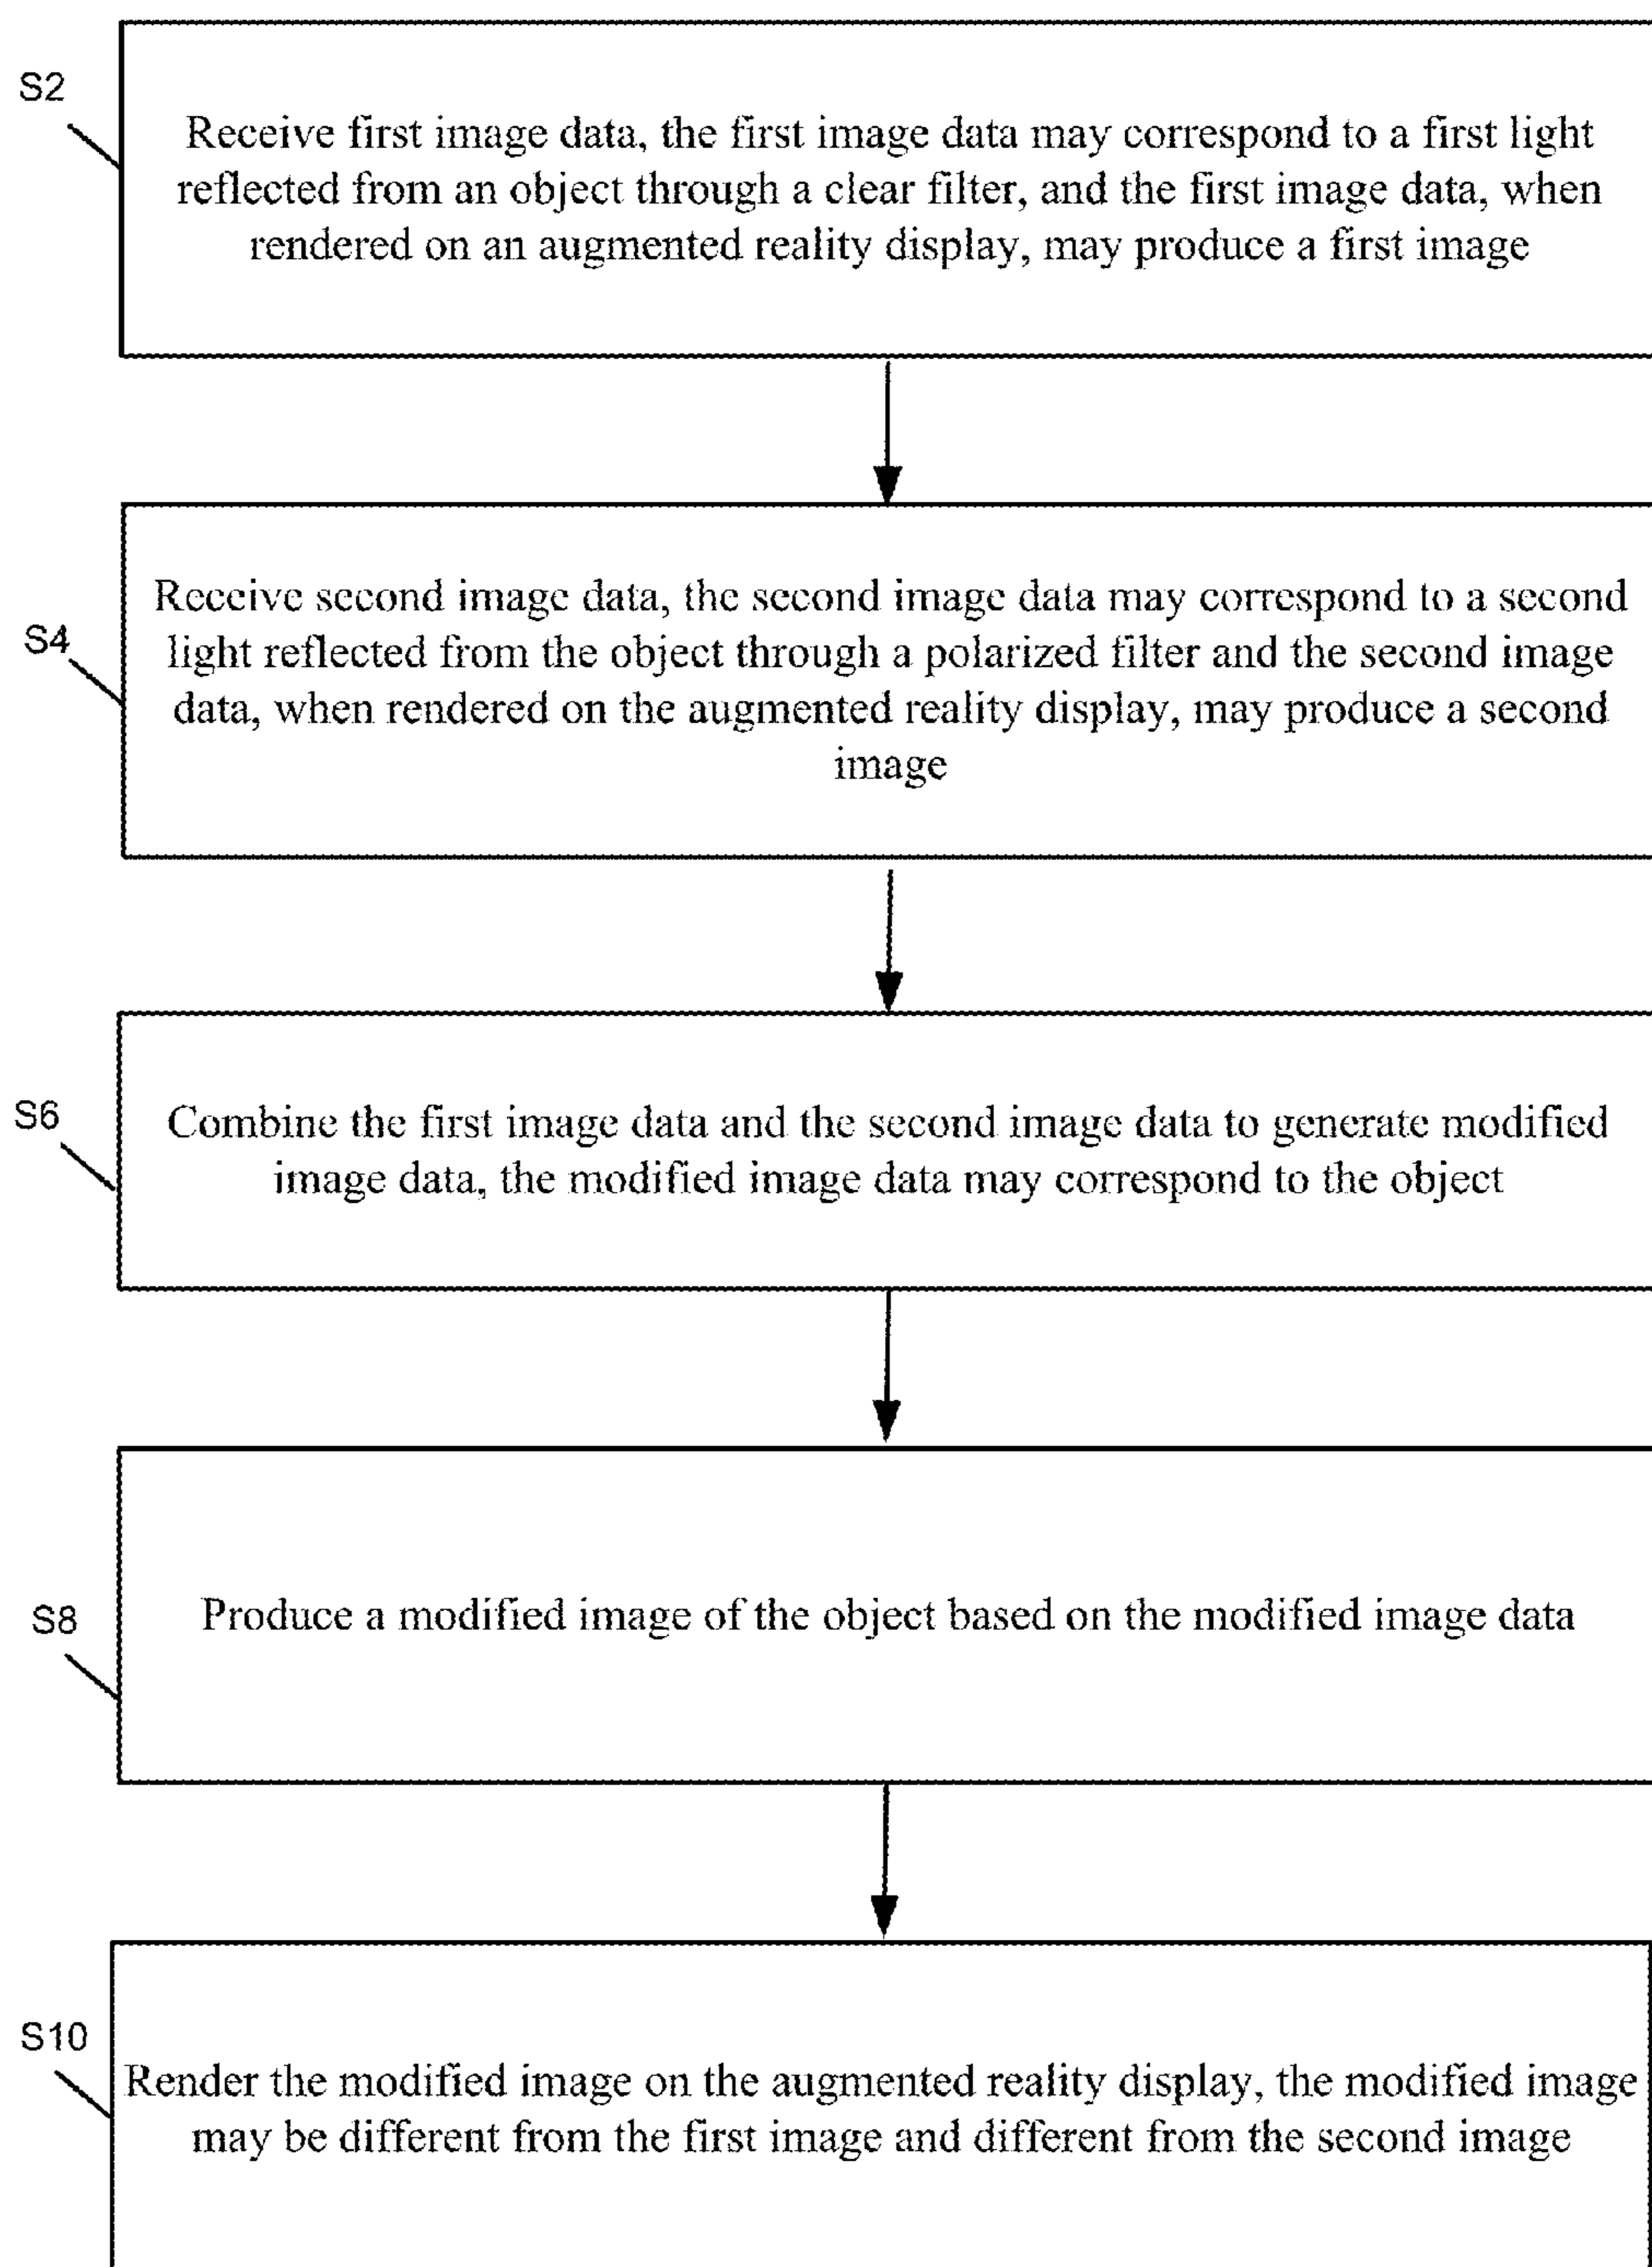 S2
Receive first image data, the first image data may correspond to a first light
reflected from an object through a clear filter, and the first image data, when
rendered on an augmented reality display, may produce a first image
S4
Receive second image data, the second image data may correspond to a second
light reflected from the object through a polarized filter and the second image
data, when rendered on the augmented reality display, may produce a second
image
S6
Combine the first image data and the second image data to generate modified
image data, the modified image data may correspond to the object
S8
Produce a modified image of the object based on the modified image data
S10
Render the modified image on the augmented reality display, the modified image
may be different from the first image and different from the second image